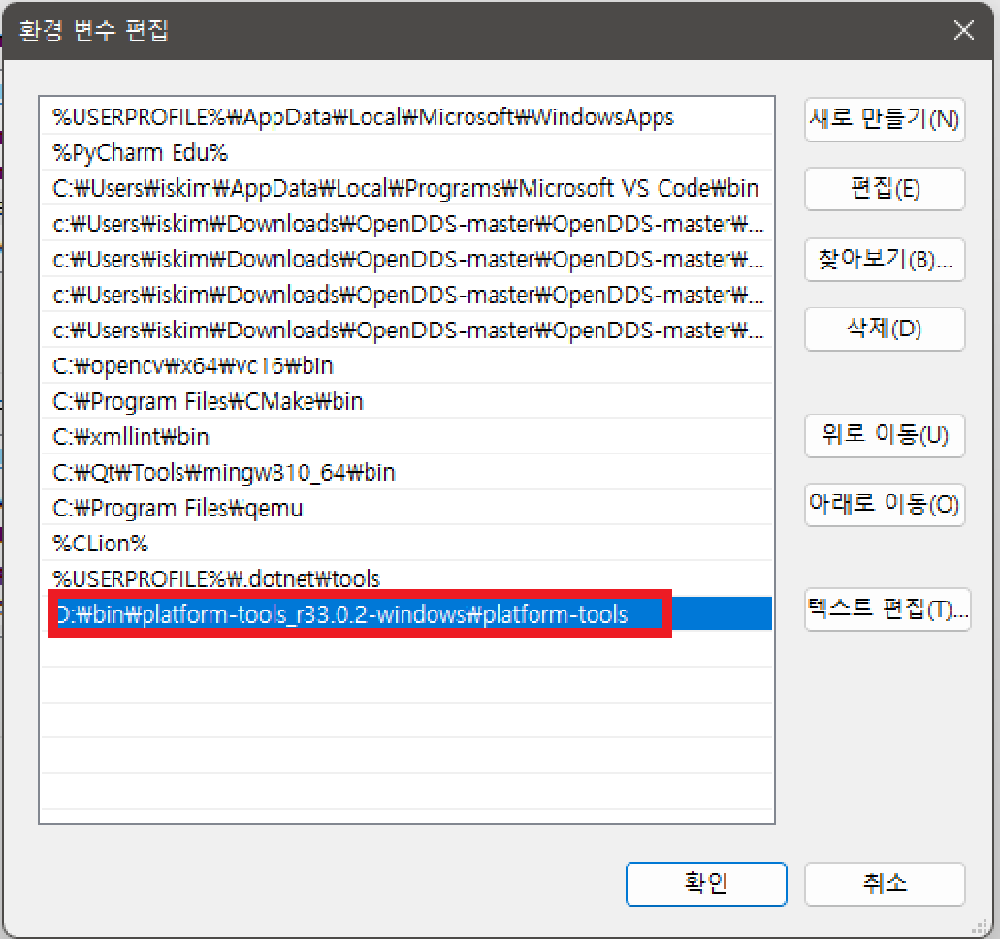 환경 변수 편집
%USERPROFILE%₩AppData₩Local₩Microsoft₩WindowsApps
%PyCharm Edu%
C:₩Users₩iskim₩AppData₩Local₩Programs₩Microsoft VS Code₩bin
c:₩Users₩iskim₩Downloads₩OpenDDS-master₩OpenDDS-master₩...
c:₩Users₩iskim₩Downloads₩OpenDDS-master₩OpenDDS-master₩...
c:₩Users₩iskim₩Downloads₩OpenDDS-master₩OpenDDS-master₩...
c:₩Users₩iskim₩Downloads₩OpenDDS-master₩OpenDDS-master₩...
C:₩opencv₩x64₩vc16₩bin
C:₩Program Files₩CMake₩bin
C:₩xmllint₩bin
C:₩Qt₩Tools₩mingw810_64₩bin
C:₩Program Files₩qemu
%CLion%
%USERPROFILE%₩.dotnet₩tools
D:₩bin₩platform-tools_r33.0.2-windows₩platform-tools
새로 만들기(N)
편집(E)
찾아보기(B)...
삭제(D)
위로 이동(U)
아래로 이동(O)
텍스트 편집(T)...
확인
취소